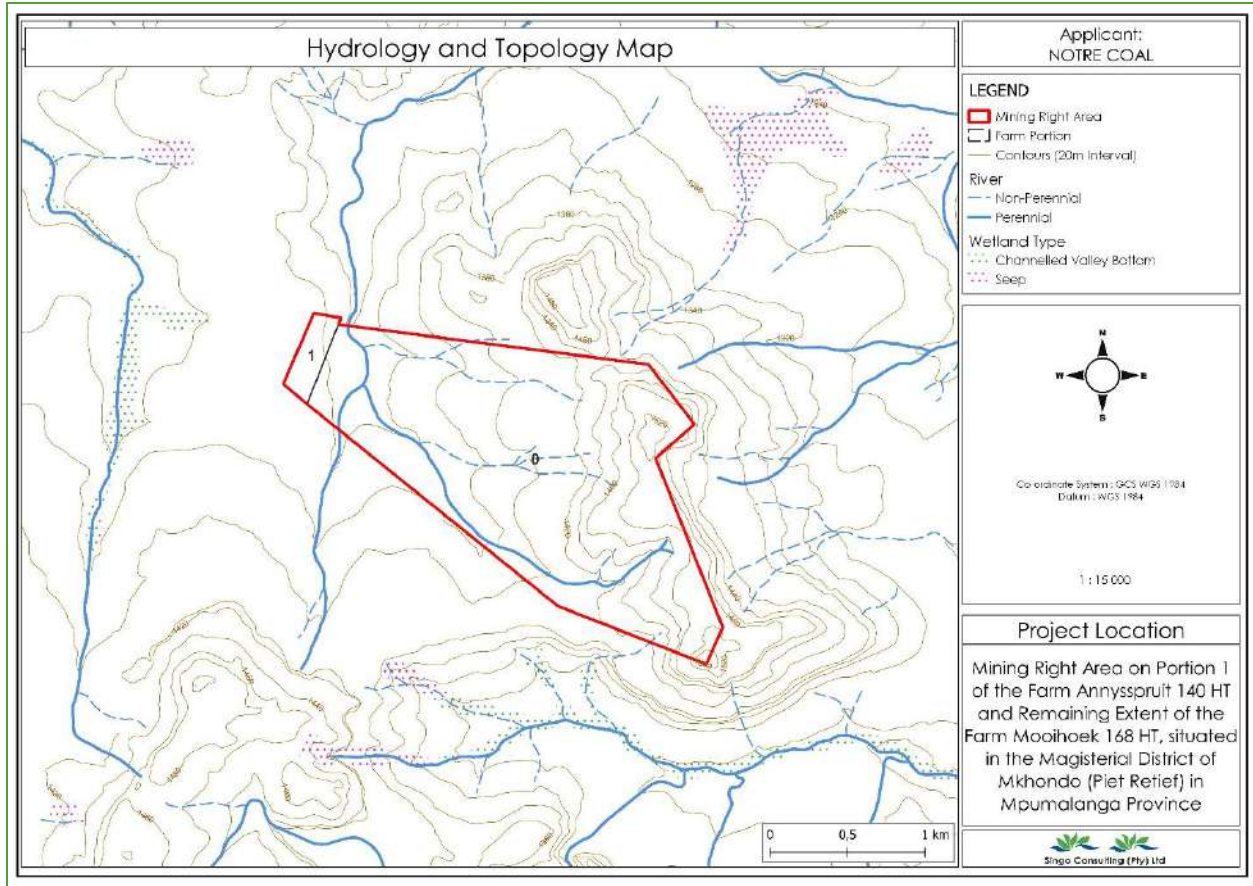 Hydrology and Topology Map
Applicant:
NOTRE COAL
LEGEND
Mining Right Area
Farm Portion
Contours (20m Interval)
River
Non-Perennial
Perennial
Wetland Type
Channelled Valley Bottom
Seep
N
W
E
S
Co-ordinate System : GCS WGS 1984
Datum : WGS 1984
1 : 15 000
Project Location
Mining Right Area on Portion 1
of the Farm Annysspruit 140 HT
and Remaining Extent of the
Farm Mooihoek 168 HT, situated
in the Magisterial District of
Mkhondo (Piet Retief) in
Mpumalanga Province
Singo Consulting (Pty) Ltd
1380
1
0
0
0,5
1 km